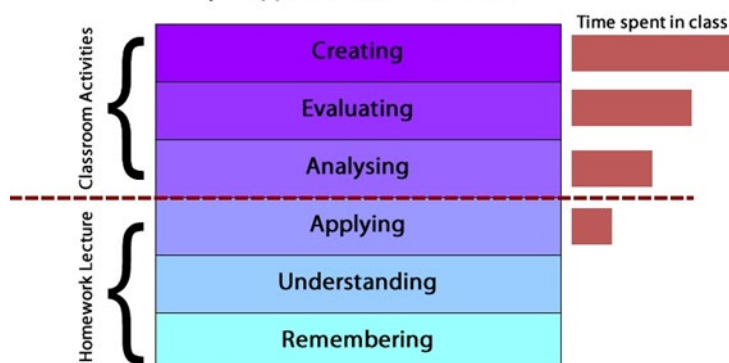 Time spent in class
Classroom Activities
Creating
Evaluating
Analysing
Homework Lecture
Applying
Understanding
Remembering